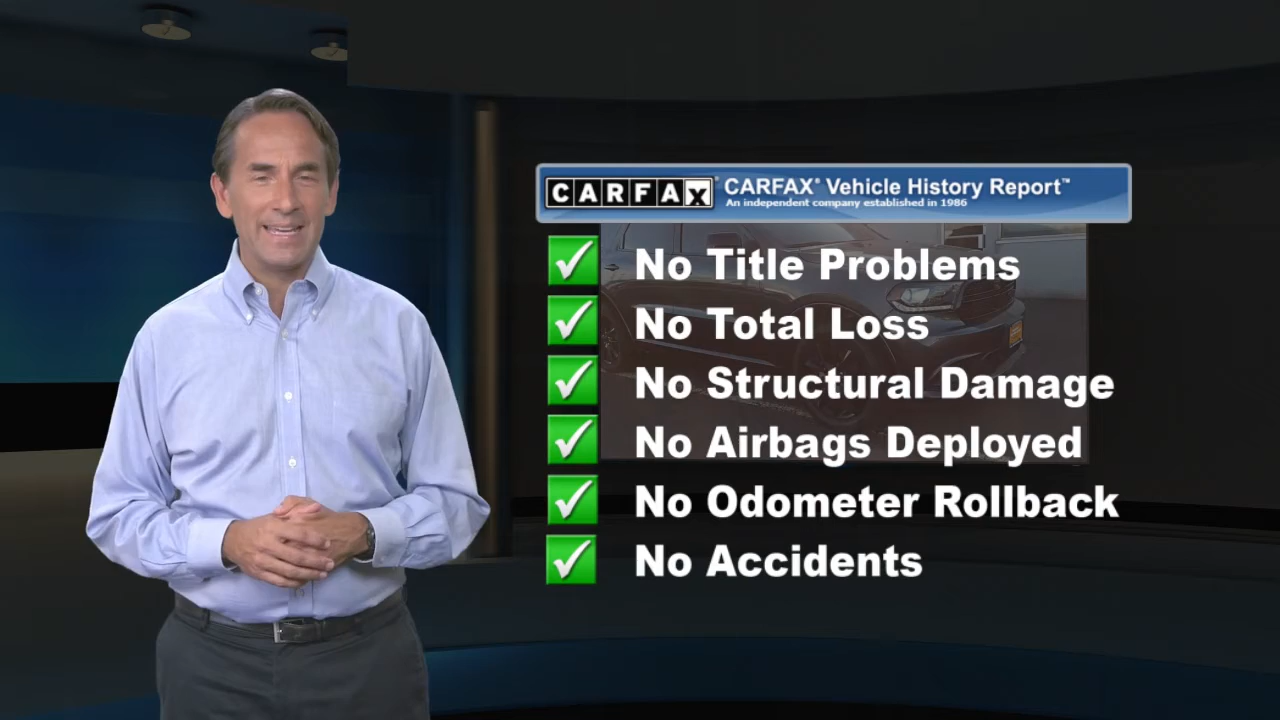 CARFAX® CARFAX® Vehicle History Report™
An independent company established in 1986
No Title Problems
No Total Loss
No Structural Damage
No Airbags Deployed
No Odometer Rollback
No Accidents